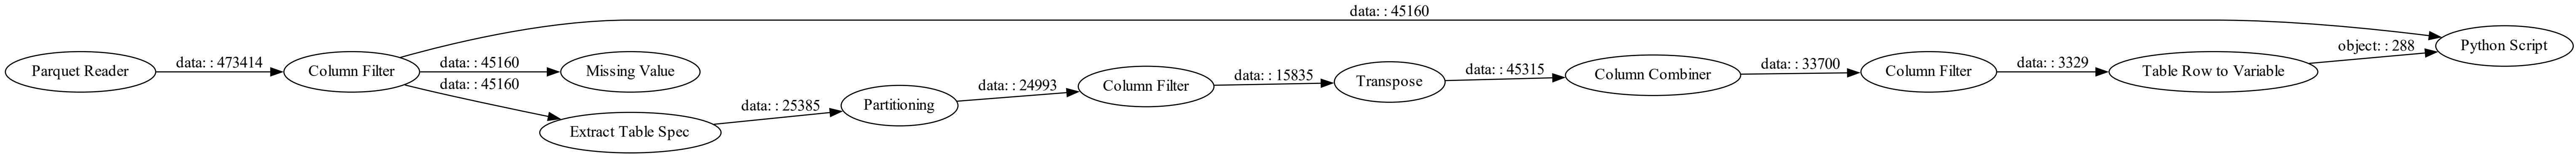 data: : 45160
Parquet Reader
data: : 473414
Column Filter
data: : 45160
Missing Value
data: : 45160
Extract Table Spec
data: : 25385
Partitioning
data: : 24993
Column Filter
data: : 15835
Transpose
data: : 45315
Column Combiner
data: : 33700
Column Filter
data: : 3329
Table Row to Variable
object: : 288
Python Script